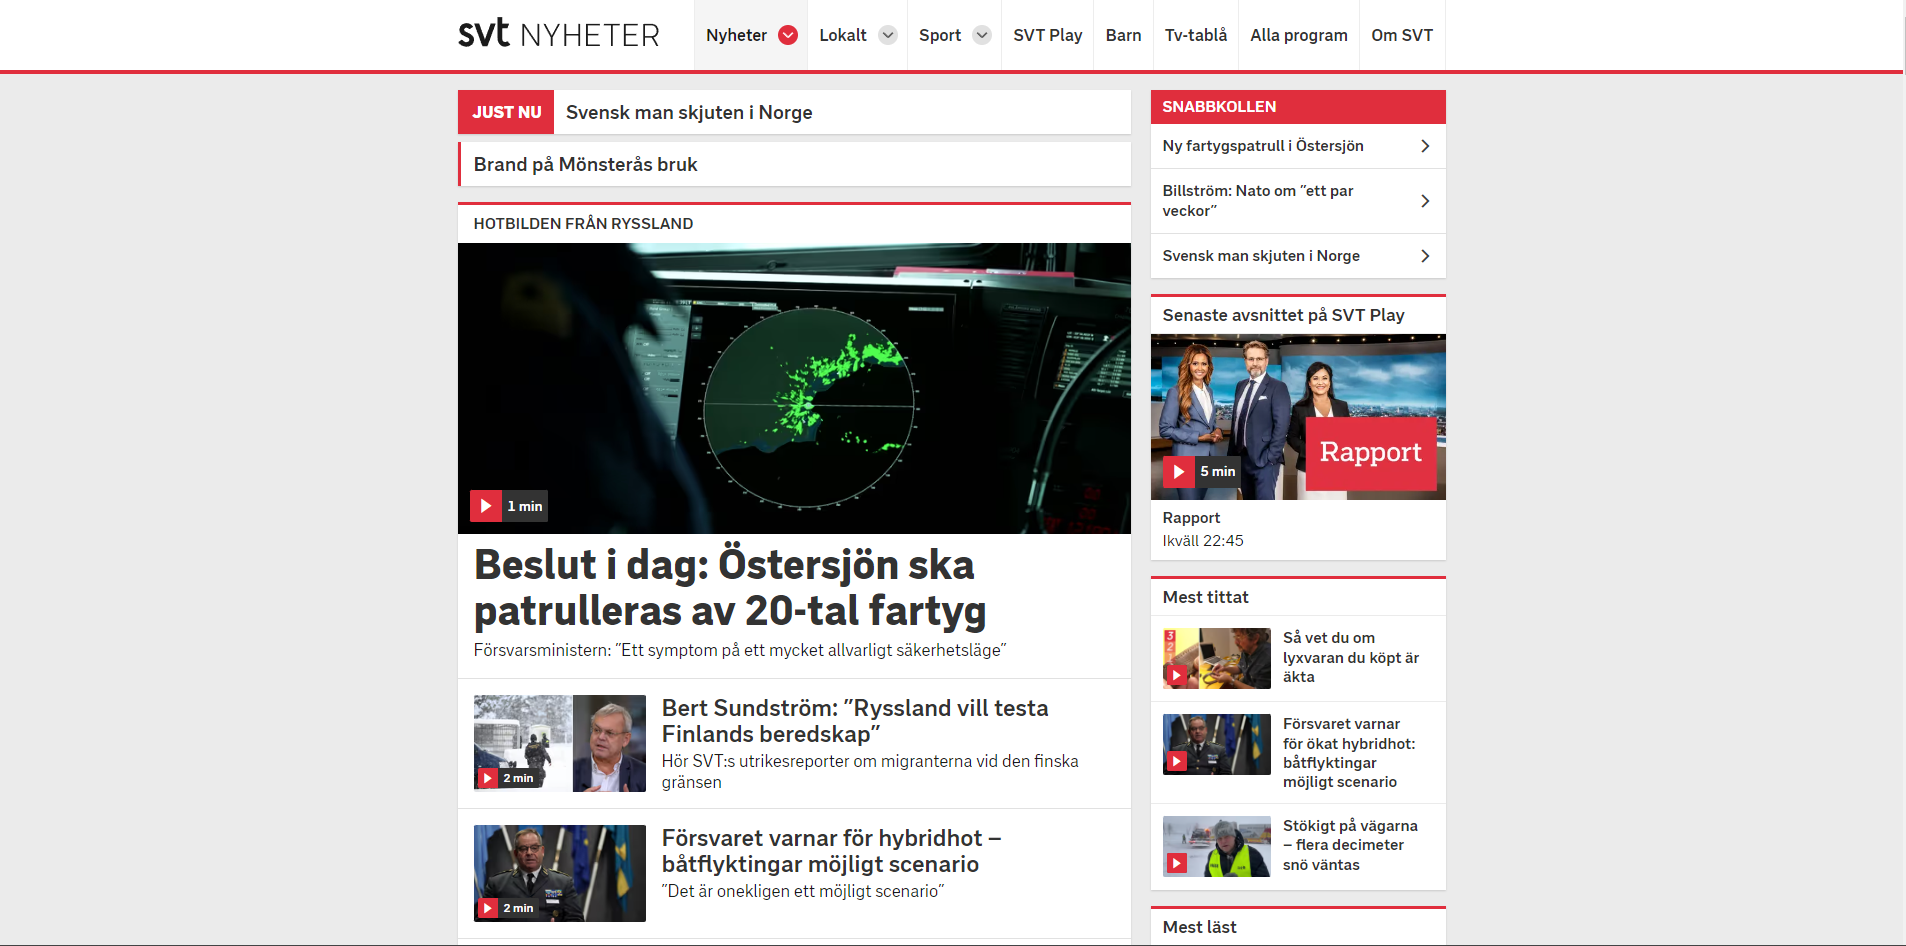 svt NYHETER
Nyheter
Lokalt
Sport
SVT Play
Barn
Tv-tablå
Alla program
Om SVT
JUST NU
Svensk man skjuten i Norge
Brand på Mönsterås bruk
HOTBILDEN FRÅN RYSSLAND
1 min
Beslut i dag: Östersjön ska
patrulleras av 20-tal fartyg
Försvarsministern: ”Ett symptom på ett mycket allvarligt säkerhetsläge”
2 min
Bert Sundström: ”Ryssland vill testa
Finlands beredskap”
Hör SVT:s utrikesreporter om migranterna vid den finska
gränsen
2 min
Försvaret varnar för hybridhot –
båtflyktingar möjligt scenario
”Det är onekligen ett möjligt scenario”
SNABBKOLLEN
Ny fartygspatrull i Östersjön
Billström: Nato om ”ett par
veckor”
Svensk man skjuten i Norge
Senaste avsnittet på SVT Play
Rapport
5 min
Rapport
Ikväll 22:45
Mest tittat
Så vet du om
lyxvaran du köpt är
äkta
Försvaret varnar
för ökat hybridhot:
båtflyktingar
möjligt scenario
Stökigt på vägarna
– flera decimeter
snö väntas
Mest läst